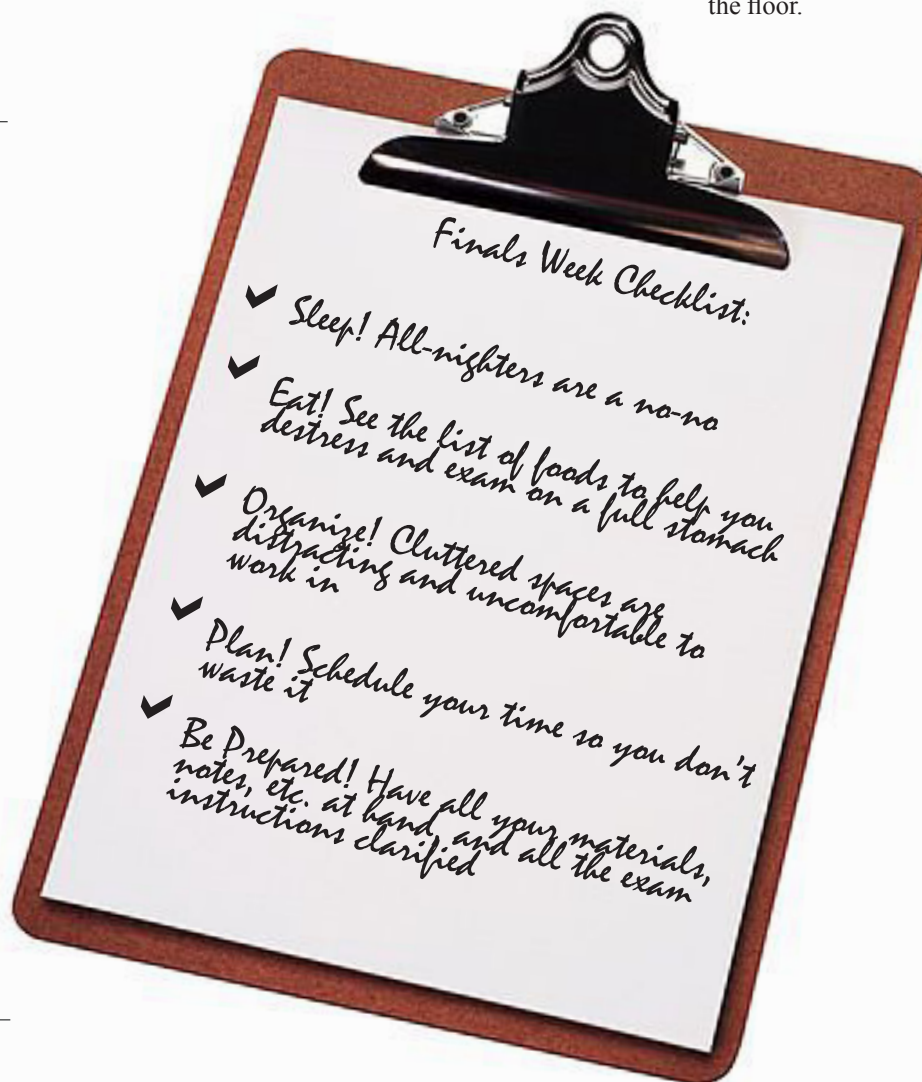 the floor.
Finals Week Checklist:
Sleep! All-nighters are a no-no
Eat! See the list of foods to help you
destress and exam on a full stomach
Organize! Cluttered spaces are
distracting and uncomfortable to
work in
Plan! Schedule your time so you don't
waste it
Be Prepared! Have all your materials,
notes, etc. at hand, and all the exam
instructions clarified